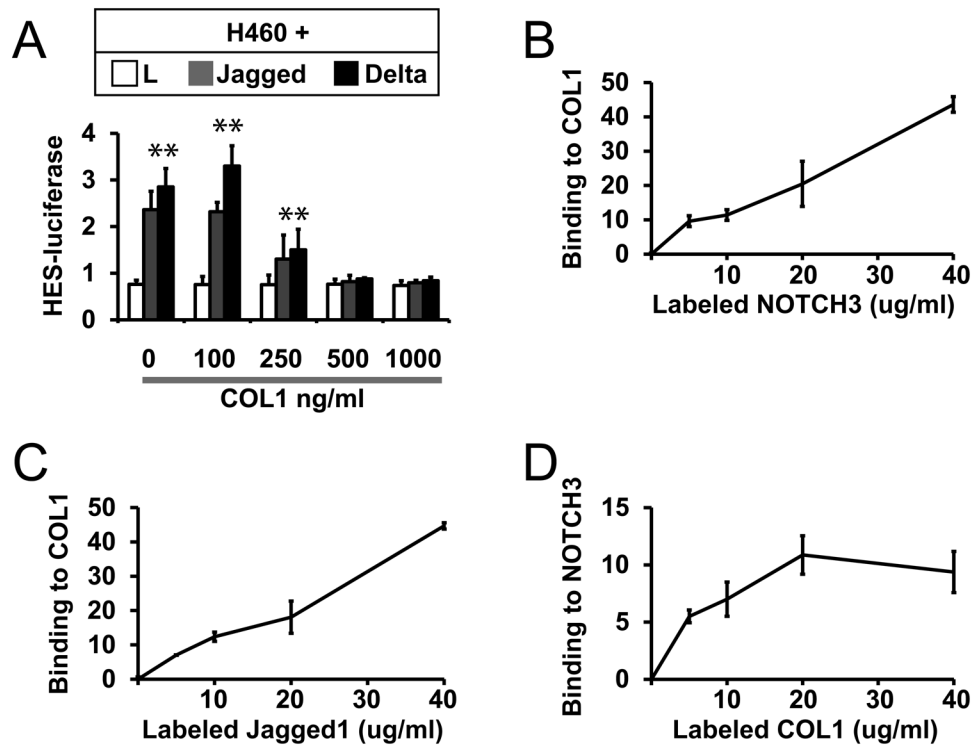 A
H460 +
L Jagged Delta
HES-luciferase
4
3
2
1
0
**
**
**
0 100 250 500 1000
COL1 ng/ml
B
Binding to COL1
50
40
30
20
10
0
10 20 30 40
Labeled NOTCH3 (ug/ml)
C
Binding to COL1
50
40
30
20
10
0
10 20 30 40
Labeled Jagged1 (ug/ml)
D
Binding to NOTCH3
15
10
5
0
10 20 30 40
Labeled COL1 (ug/ml)